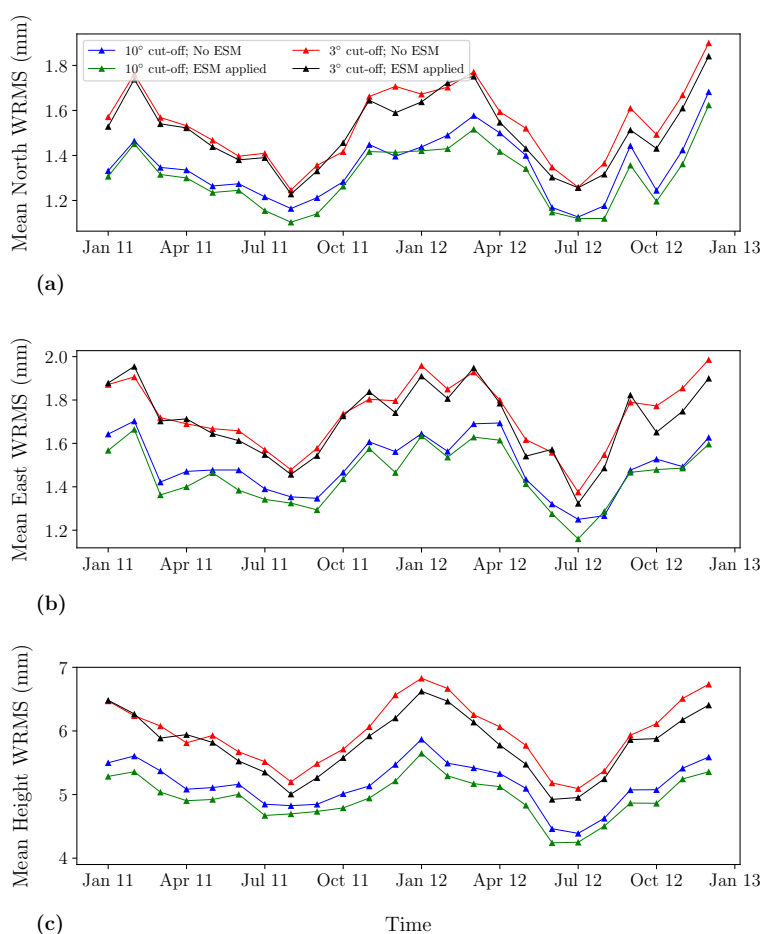 10° cut-off; No ESM
10° cut-off; ESM applied
3° cut-off; No ESM
3° cut-off; ESM applied
Mean North WRMS (mm)
1.8
1.6
1.4
1.2
Jan 11 Apr 11 Jul 11 Oct 11 Jan 12 Apr 12 Jul 12 Oct 12 Jan 13
(a)
Mean East WRMS (mm)
2.0
1.8
1.6
1.4
1.2
Jan 11 Apr 11 Jul 11 Oct 11 Jan 12 Apr 12 Jul 12 Oct 12 Jan 13
(b)
Mean Height WRMS (mm)
7
6
5
4
Jan 11 Apr 11 Jul 11 Oct 11 Jan 12 Apr 12 Jul 12 Oct 12 Jan 13
(c)
Time